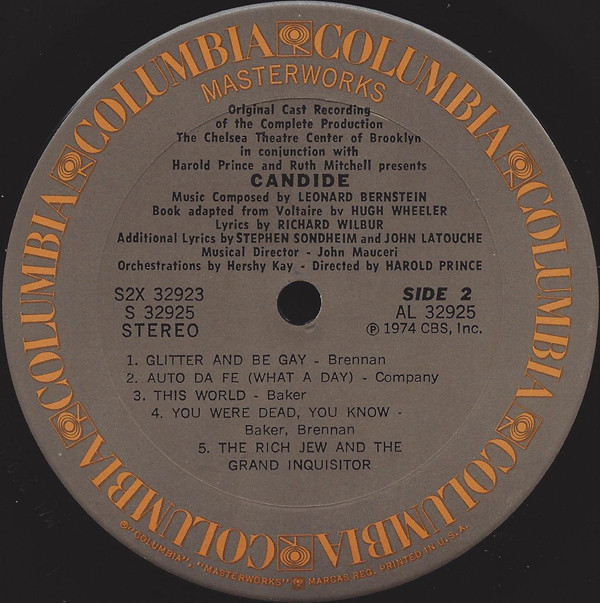 COLUMBIA COLUMBIA COLUMBIA COLUMBIA COLUMBIA COLUMBIA COLUMBIA COLUMBIA
MASTERWORKS
Original Cast Recording
of the Complete Production
The Chelsea Theatre Center of Brooklyn
in conjunction with
Harold Prince and Ruth Mitchell presents
CANDIDE
Music Composed by LEONARD BERNSTEIN
Book adapted from Voltaire by HUGH WHEELER
Lyrics by RICHARD WILBUR
Additional Lyrics by STEPHEN SONDHEIM and JOHN LATOUCHE
Musical Director - John Mauceri
Orchestrations by Hershy Kay - Directed by HAROLD PRINCE
S2X 32923
S 32925
STEREO
SIDE 2
AL 32925
℗ 1974 CBS, Inc.
1. GLITTER AND BE GAY - Brennan
2. AUTO DA FE (WHAT A DAY) - Company
3. THIS WORLD - Baker
4. YOU WERE DEAD, YOU KNOW -
Baker, Brennan
5. THE RICH JEW AND THE
GRAND INQUISITOR
®"COLUMBIA", "MASTERWORKS" MARCAS REG. PRINTED IN U.S.A.